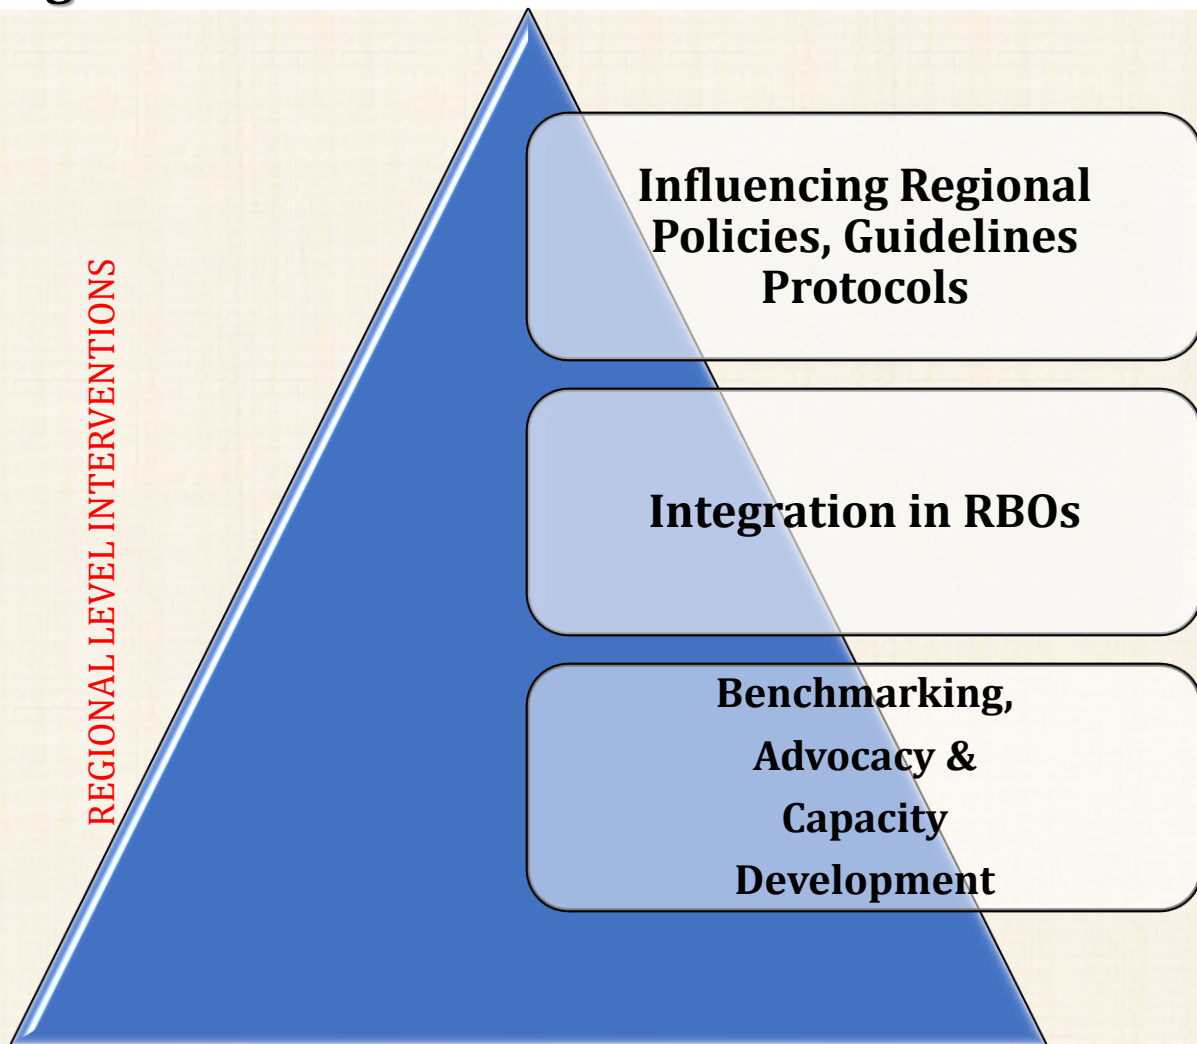 Influencing Regional
Policies, Guidelines
Protocols
REGIONAL LEVEL INTERVENTIONS
Integration in RBOs
Benchmarking,
Advocacy &
Capacity
Development